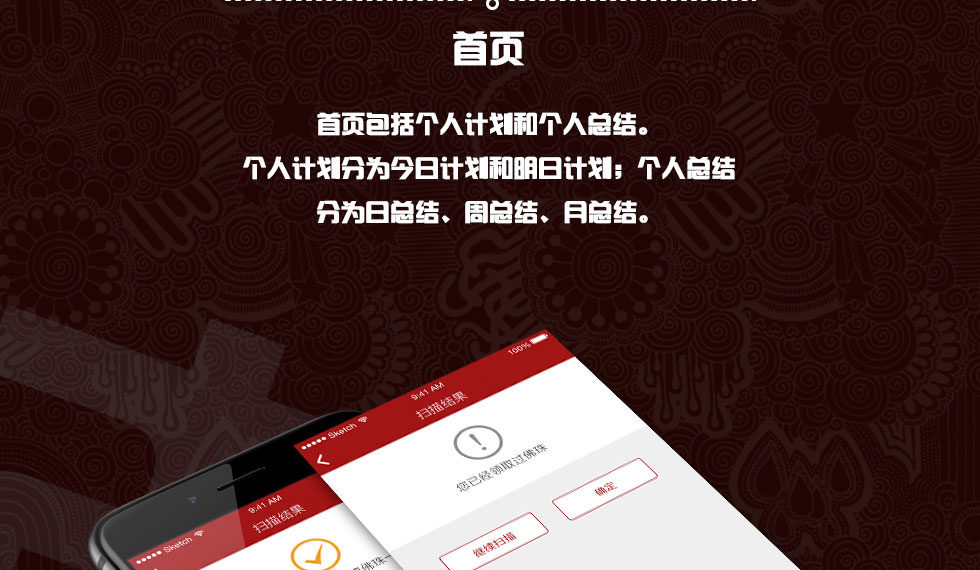 首页
首页包括个人计划和个人总结。
个人计划分为今日计划和明日计划；个人总结
分为日总结、周总结、月总结。
Sketch
9:41 AM
100%
扫描结果
您已经领取过佛珠
继续扫描
确定
Sketch
9:41 AM
扫描结果
佛珠